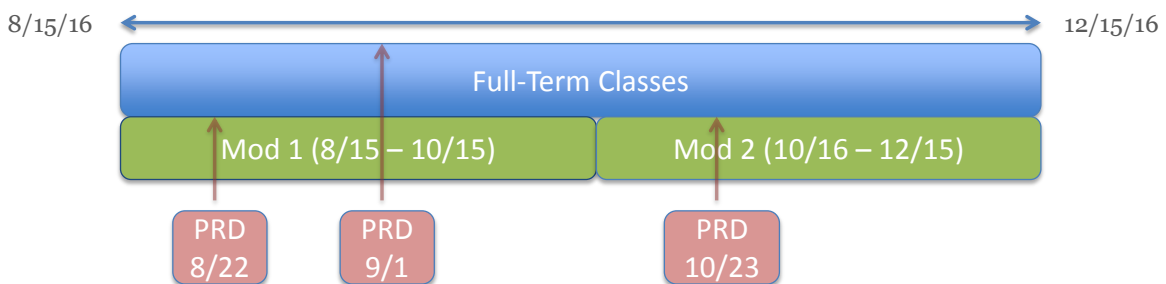 8/15/16
12/15/16
Full-Term Classes
Mod 1 (8/15 – 10/15)
Mod 2 (10/16 – 12/15)
PRD
8/22
PRD
9/1
PRD
10/23